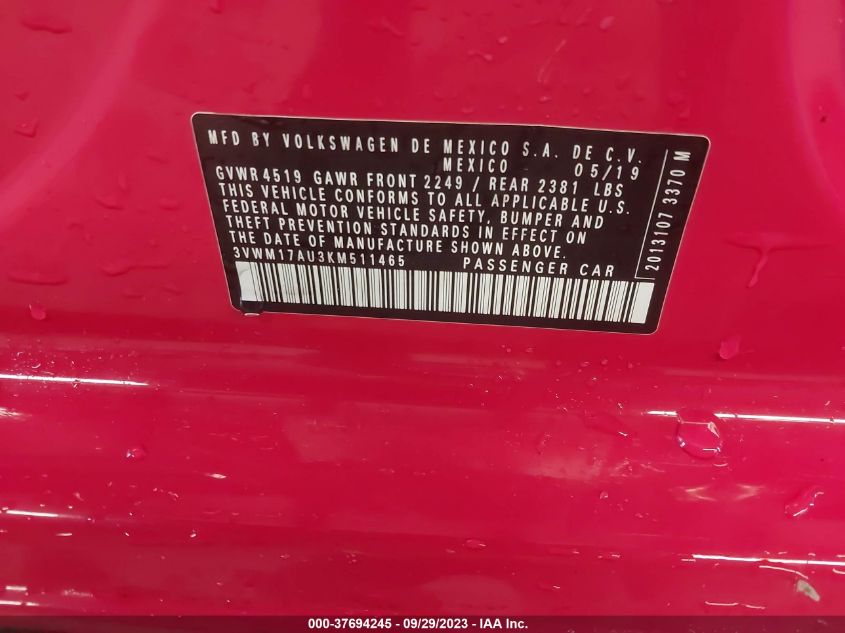 MFD BY VOLKSWAGEN DE MEXICO S.A. DE C.V.
MEXICO 05/19
GVWR 4519 GAWR FRONT 2249 / REAR 2381 LBS
THIS VEHICLE CONFORMS TO ALL APPLICABLE U.S.
FEDERAL MOTOR VEHICLE SAFETY, BUMPER AND
THEFT PREVENTION STANDARDS IN EFFECT ON
THE DATE OF MANUFACTURE SHOWN ABOVE.
3VWM17AU3KM511465 PASSENGER CAR
2013107 3370 M
000-37694245 - 09/29/2023 - IAA Inc.